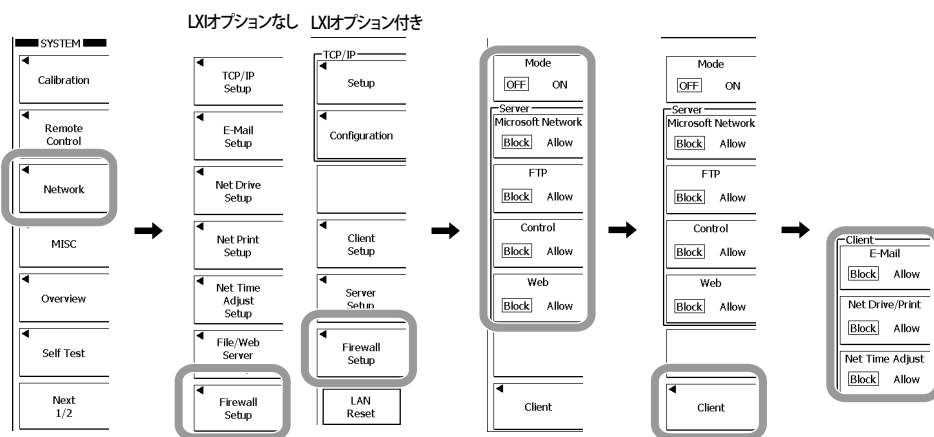 LXIオプションなし
LXIオプション付き
SYSTEM
Calibration
Remote
Control
Network
MISC
Overview
Self Test
Next
1/2
TCP/IP
Setup
E-Mail
Setup
Net Drive
Setup
Net Print
Setup
Net Time
Adjust
Setup
File/Web
Server
Firewall
Setup
TCP/IP
Setup
Configuration
Client
Setup
Server
Setup
Firewall
Setup
LAN
Reset
Mode
OFF ON
Server
Microsoft Network
Block Allow
FTP
Block Allow
Control
Block Allow
Web
Block Allow
Client
Mode
OFF ON
Server
Microsoft Network
Block Allow
FTP
Block Allow
Control
Block Allow
Web
Block Allow
Client
Client
E-Mail
Block Allow
Net Drive/Print
Block Allow
Net Time Adjust
Block Allow